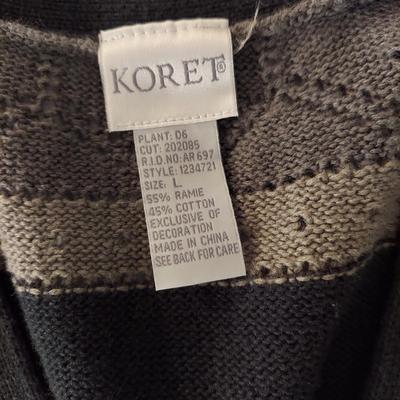 KORET®
PLANT: D6
CUT: 202085
R.I.D.NO: AR 697
STYLE: 1234721
SIZE: L
55% RAMIE
45% COTTON
EXCLUSIVE OF
DECORATION
MADE IN CHINA
SEE BACK FOR CARE